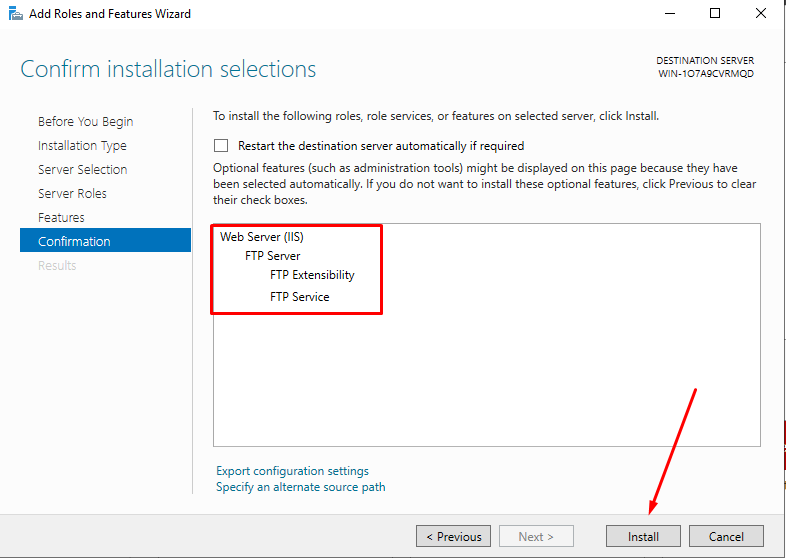 Add Roles and Features Wizard
Confirm installation selections
DESTINATION SERVER
WIN-1O7A9CVRMQD
Before You Begin
Installation Type
Server Selection
Server Roles
Features
Confirmation
Results
To install the following roles, role services, or features on selected server, click Install.
Restart the destination server automatically if required
Optional features (such as administration tools) might be displayed on this page because they have
been selected automatically. If you do not want to install these optional features, click Previous to clear
their check boxes.
Web Server (IIS)
FTP Server
FTP Extensibility
FTP Service
Export configuration settings
Specify an alternate source path
< Previous
Next >
Install
Cancel